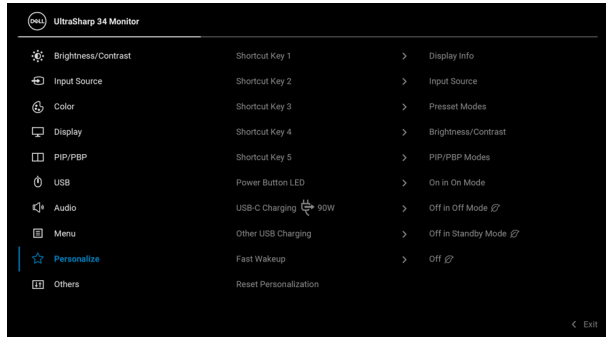 DELL UltraSharp 34 Monitor
Brightness/Contrast Shortcut Key 1 > Display Info
Input Source Shortcut Key 2 > Input Source
Color Shortcut Key 3 > Presset Modes
Display Shortcut Key 4 > Brightness/Contrast
PIP/PBP Shortcut Key 5 > PIP/PBP Modes
USB Power Button LED > On in On Mode
Audio USB-C Charging 90W > Off in Off Mode
Menu Other USB Charging > Off in Standby Mode
Personalize Fast Wakeup > Off
Others Reset Personalization
< Exit